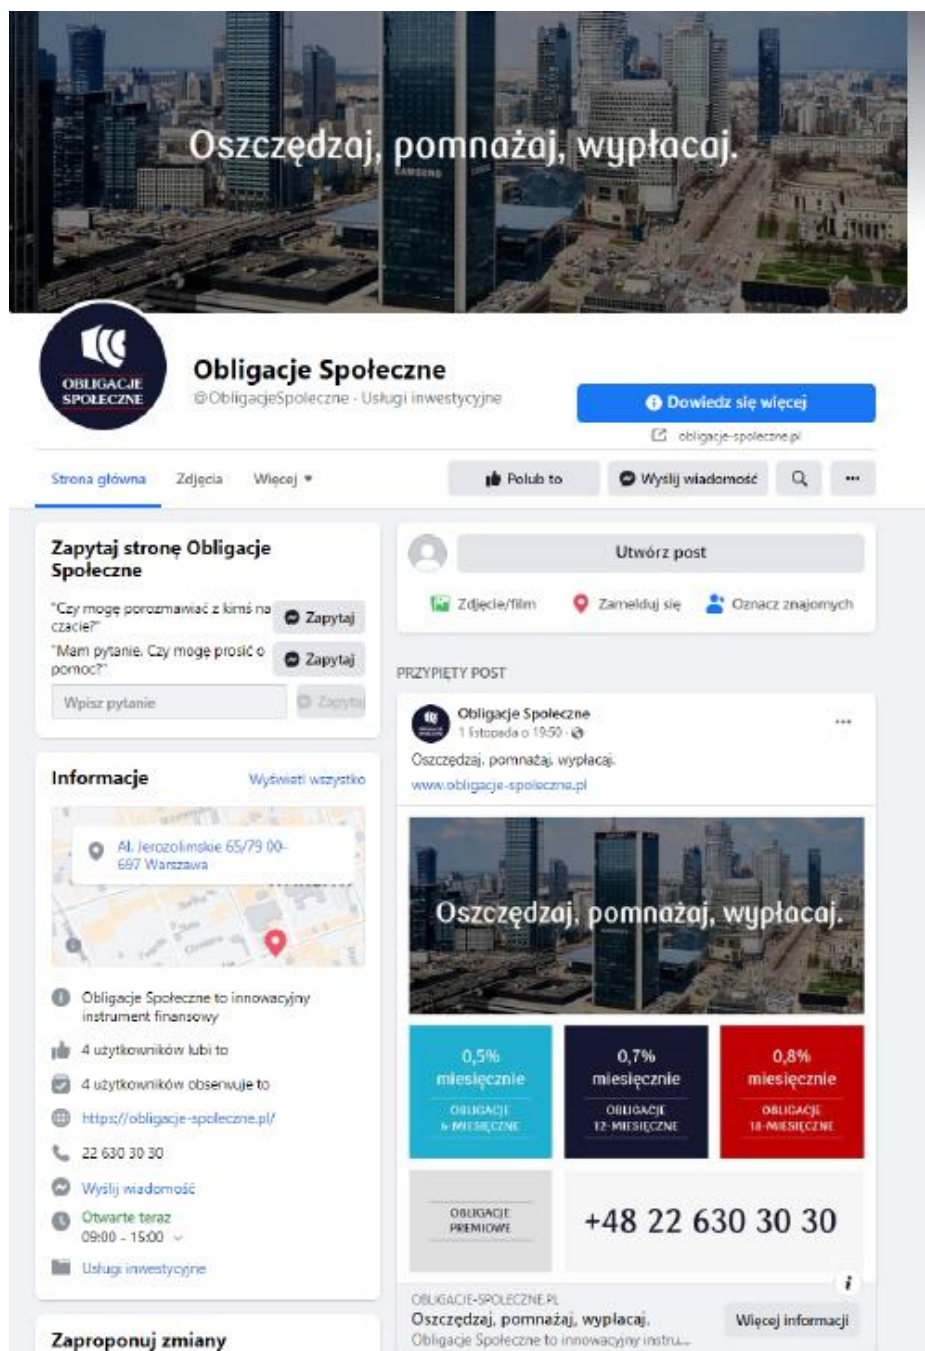 Oszczędzaj, pomnażaj, wypłacaj.
SAMSUNG
OBLIGACJE
SPOŁECZNE
Obligacje Społeczne
@ObligacjeSpoleczne · Usługi inwestycyjne
Dowiedz się więcej
obligacje-spoleczne.pl
Strona główna
Zdjęcia
Więcej
Polub to
Wyślij wiadomość
Zapytaj stronę Obligacje
Społeczne
"Czy mogę porozmawiać z kimś na
czacie?"
Zapytaj
"Mam pytanie. Czy mogę prosić o
pomoc?"
Zapytaj
Wpisz pytanie
Zapytaj
Informacje
Wyświetl wszystko
Al. Jerozolimskie 65/79 00-
697 Warszawa
Obligacje Społeczne to innowacyjny
instrument finansowy
4 użytkowników lubi to
4 użytkowników obserwuje to
https://obligacje-spoleczne.pl/
22 630 30 30
Wyślij wiadomość
Otwarte teraz
09:00 - 15:00
Usługi inwestycyjne
Zaproponuj zmiany
Utwórz post
Zdjęcie/film
Zamelduj się
Oznacz znajomych
PRZYPIĘTY POST
Obligacje Społeczne
1 listopada o 19:50 ·
Oszczędzaj, pomnażaj, wypłacaj.
www.obligacje-spoleczne.pl
Oszczędzaj, pomnażaj, wypłacaj.
0,5%
miesięcznie
OBLIGACJE
6-MIESIĘCZNE
0,7%
miesięcznie
OBLIGACJE
12-MIESIĘCZNE
0,8%
miesięcznie
OBLIGACJE
18-MIESIĘCZNE
OBLIGACJE
PREMIOWE
+48 22 630 30 30
OBLIGACJE-SPOLECZNE.PL
Oszczędzaj, pomnażaj, wypłacaj.
Obligacje Społeczne to innowacyjny instru...
Więcej informacji